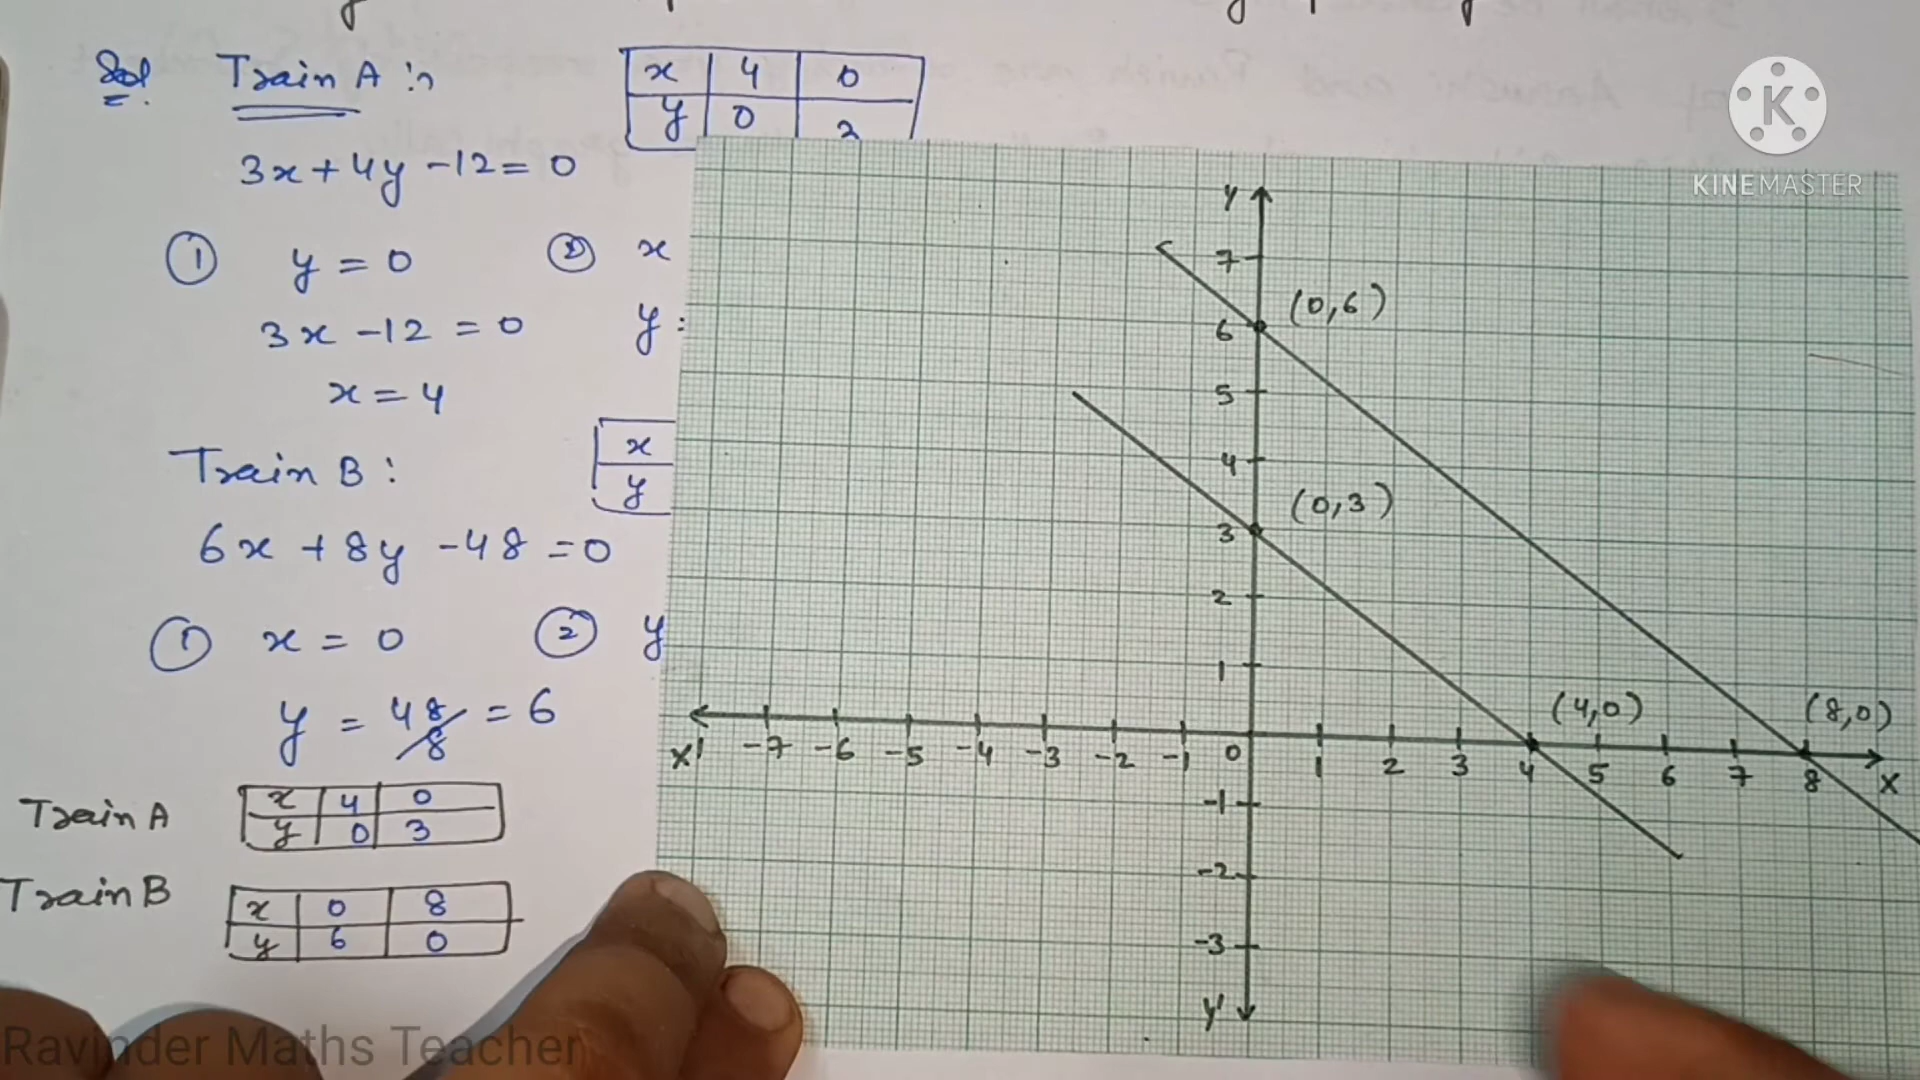 Sol Train A :
x 4 0
y 0
3x + 4y - 12 = 0
① y = 0 ② x
3x - 12 = 0 y =
x = 4
Train B : x
y
6x + 8y - 48 = 0
① x = 0 ② y
y = 48/8 = 6
Train A
x 4 0
y 0 3
Train B
x 0 8
y 6 0
Ravinder Maths Teacher
K
KINEMASTER
Y
7
(0,6)
6
5
4
(0,3)
3
2
1
(4,0) (8,0)
X' -7 -6 -5 -4 -3 -2 -1 0 1 2 3 4 5 6 7 8 X
-1
-2
-3
Y'